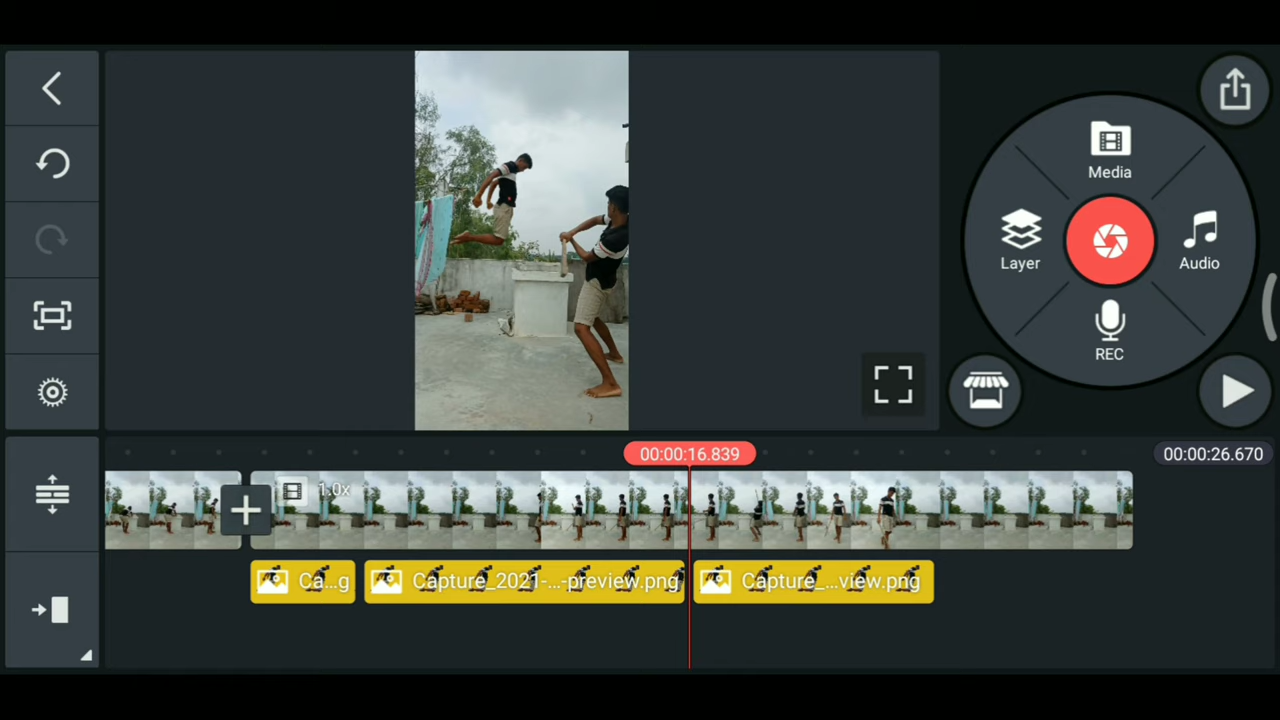 Media
Layer
Audio
REC
00:00:16.839
00:00:26.670
1.0x
Ca...g
Capture_2021-...-preview.png
Capture_...view.png